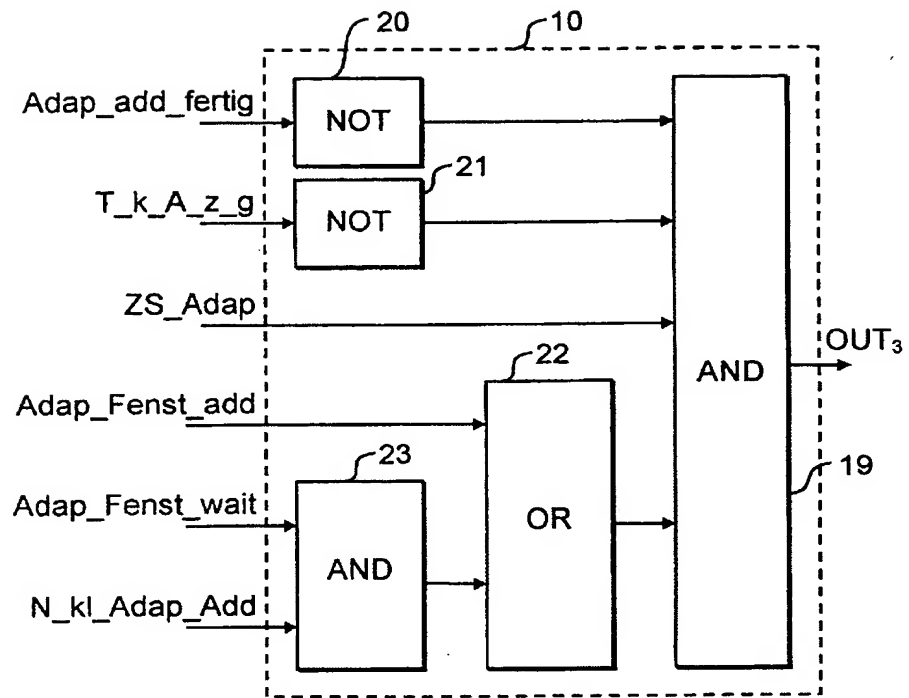 20
10
Adap_add_fertig
NOT
21
T_k_A_z_g
NOT
ZS_Adap
22
AND
OUT₃
Adap_Fenst_add
23
19
Adap_Fenst_wait
OR
AND
N_kl_Adap_Add